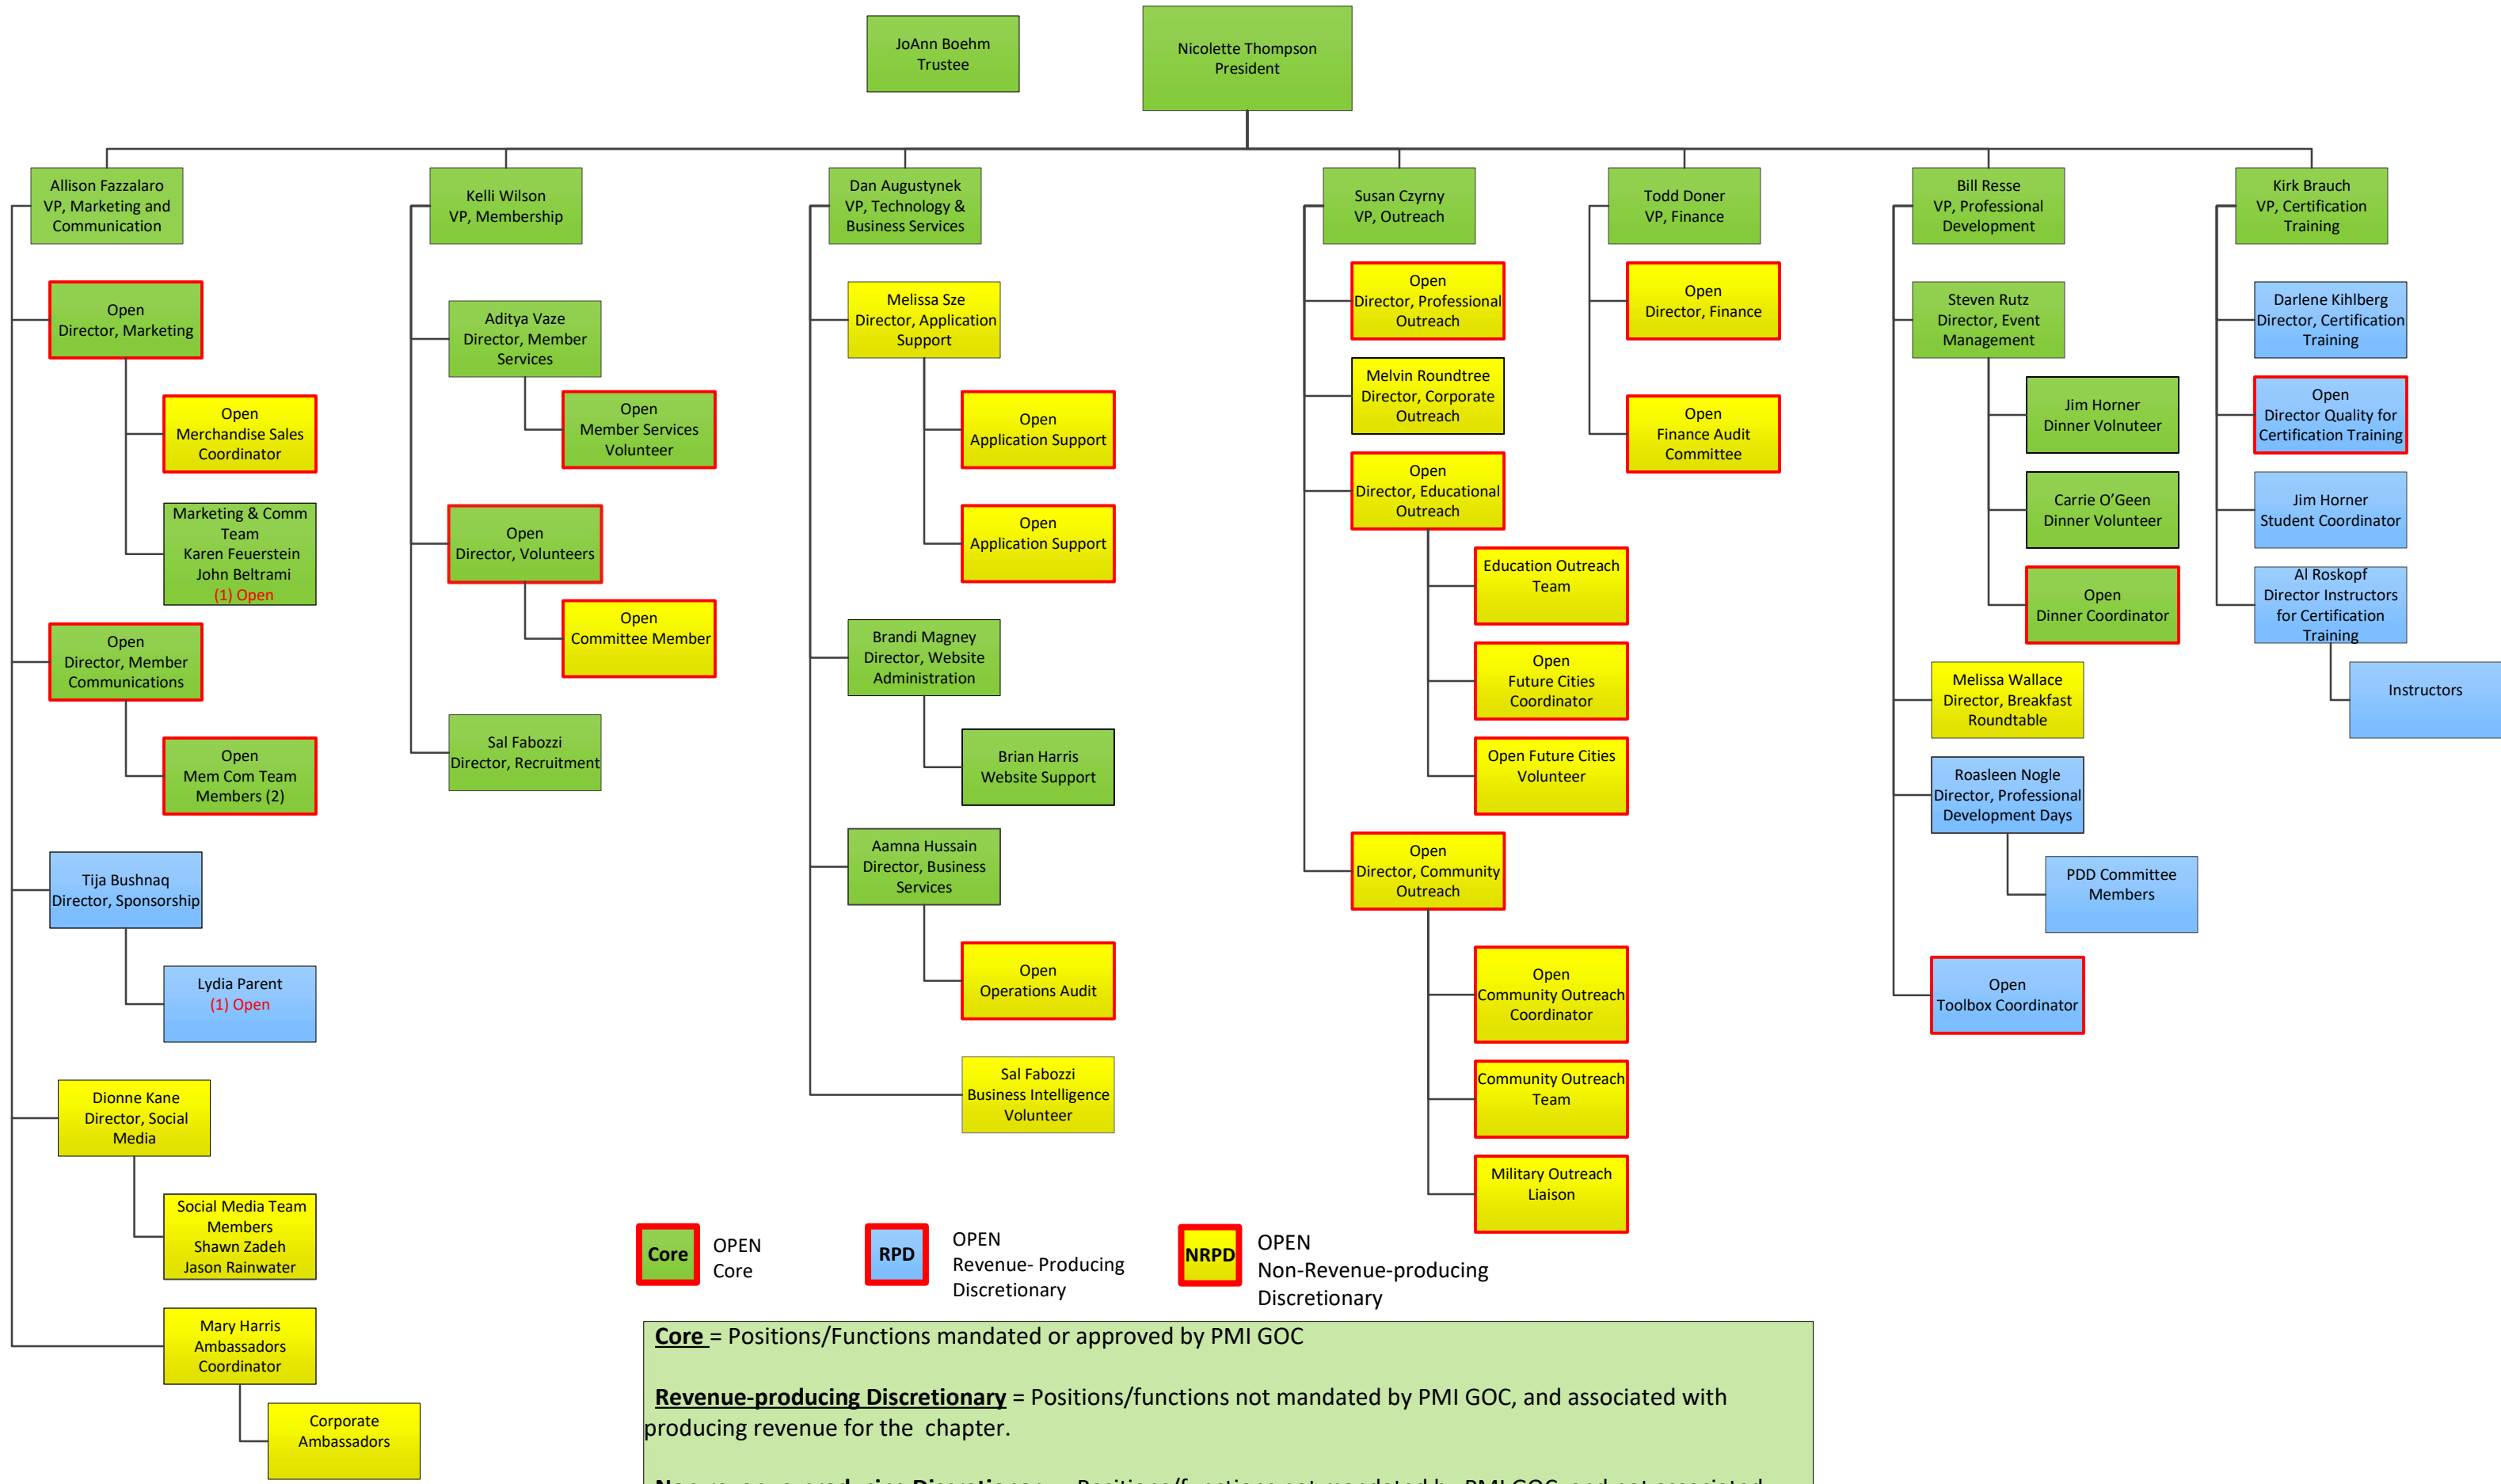 JoAnn Boehm
Trustee
Nicolette Thompson
President
Allison Fazzalaro
VP, Marketing and
Communication
Open
Director, Marketing
Open
Merchandise Sales
Coordinator
Marketing & Comm
Team
Karen Feuerstein
John Beltrami
(1) Open
Open
Director, Member
Communications
Open
Mem Com Team
Members (2)
Tija Bushnaq
Director, Sponsorship
Lydia Parent
(1) Open
Dionne Kane
Director, Social
Media
Social Media Team
Members
Shawn Zadeh
Jason Rainwater
Mary Harris
Ambassadors
Coordinator
Corporate
Ambassadors
Kelli Wilson
VP, Membership
Aditya Vaze
Director, Member
Services
Open
Member Services
Volunteer
Open
Director, Volunteers
Open
Committee Member
Sal Fabozzi
Director, Recruitment
Dan Augustynek
VP, Technology &
Business Services
Melissa Sze
Director, Application
Support
Open
Application Support
Open
Application Support
Brandi Magney
Director, Website
Administration
Brian Harris
Website Support
Aamna Hussain
Director, Business
Services
Open
Operations Audit
Sal Fabozzi
Business Intelligence
Volunteer
Susan Czyrny
VP, Outreach
Open
Director, Professional
Outreach
Melvin Roundtree
Director, Corporate
Outreach
Open
Director, Educational
Outreach
Education Outreach
Team
Open
Future Cities
Coordinator
Open Future Cities
Volunteer
Open
Director, Community
Outreach
Open
Community Outreach
Coordinator
Community Outreach
Team
Military Outreach
Liaison
Todd Doner
VP, Finance
Open
Director, Finance
Open
Finance Audit
Committee
Bill Resse
VP, Professional
Development
Steven Rutz
Director, Event
Management
Jim Horner
Dinner Volnuteer
Carrie O’Geen
Dinner Volunteer
Open
Dinner Coordinator
Melissa Wallace
Director, Breakfast
Roundtable
Roasleen Nogle
Director, Professional
Development Days
PDD Committee
Members
Open
Toolbox Coordinator
Kirk Brauch
VP, Certification
Training
Darlene Kihlberg
Director, Certification
Training
Open
Director Quality for
Certification Training
Jim Horner
Student Coordinator
Al Roskopf
Director Instructors
for Certification
Training
Instructors
Core
OPEN
Core
RPD
OPEN
Revenue- Producing
Discretionary
NRPD
OPEN
Non-Revenue-producing
Discretionary
Core = Positions/Functions mandated or approved by PMI GOC
Revenue-producing Discretionary = Positions/functions not mandated by PMI GOC, and associated with
producing revenue for the chapter.